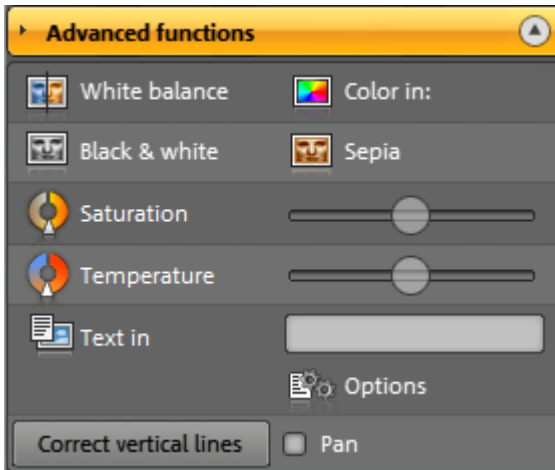 Advanced functions
White balance Color in:
Black & white Sepia
Saturation
Temperature
Text in
Options
Correct vertical lines Pan